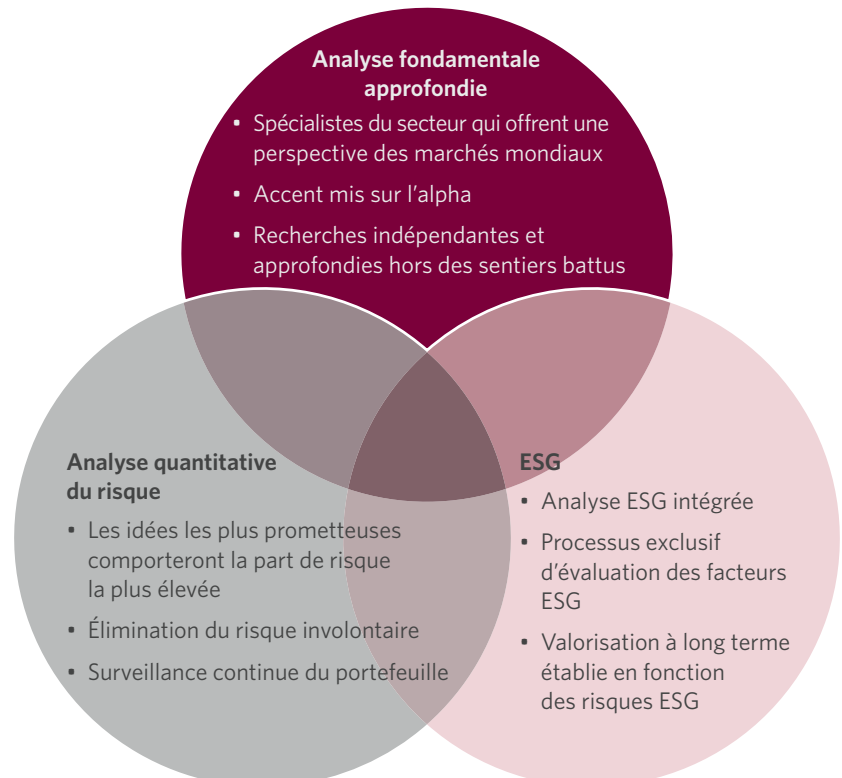 Analyse fondamentale
approfondie
• Spécialistes du secteur qui offrent une
perspective des marchés mondiaux
• Accent mis sur l’alpha
• Recherches indépendantes et
approfondies hors des sentiers battus
Analyse quantitative
du risque
• Les idées les plus prometteuses
comporteront la part de risque
la plus élevée
• Élimination du risque involontaire
• Surveillance continue du portefeuille
ESG
• Analyse ESG intégrée
• Processus exclusif
d’évaluation des facteurs
ESG
• Valorisation à long terme
établie en fonction
des risques ESG